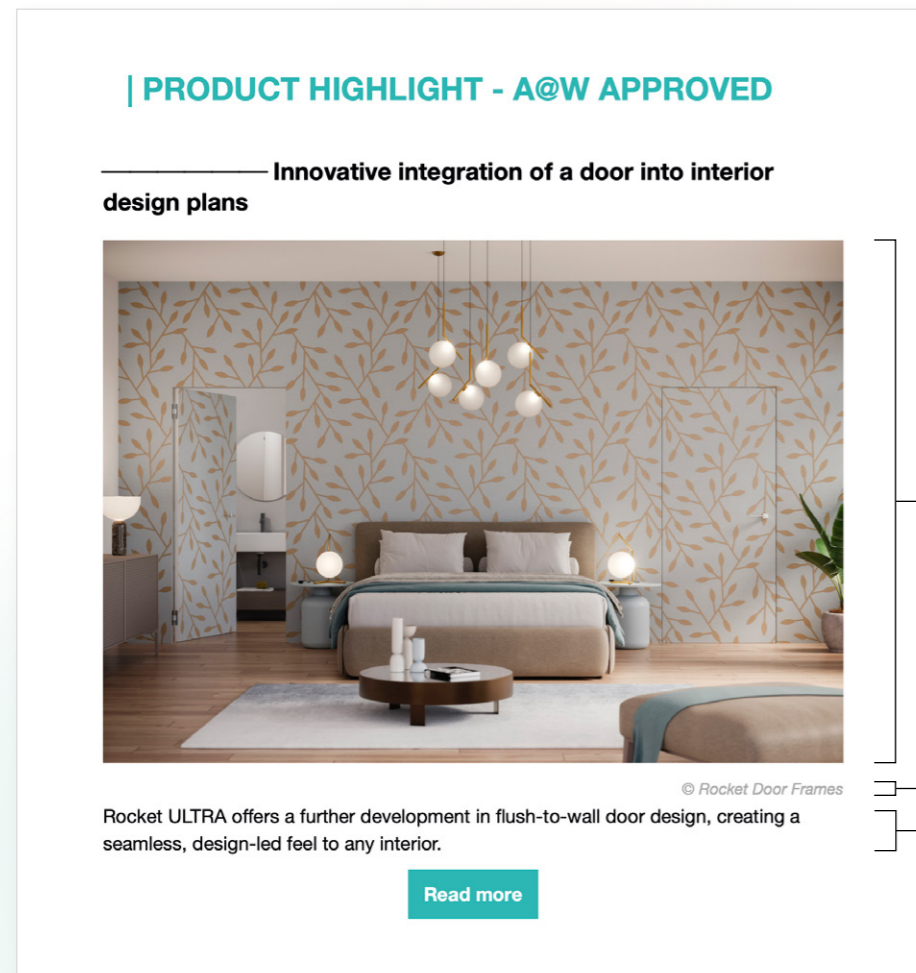 | PRODUCT HIGHLIGHT - A@W APPROVED
Innovative integration of a door into interior
design plans
© Rocket Door Frames
Rocket ULTRA offers a further development in flush-to-wall door design, creating a
seamless, design-led feel to any interior.
Read more